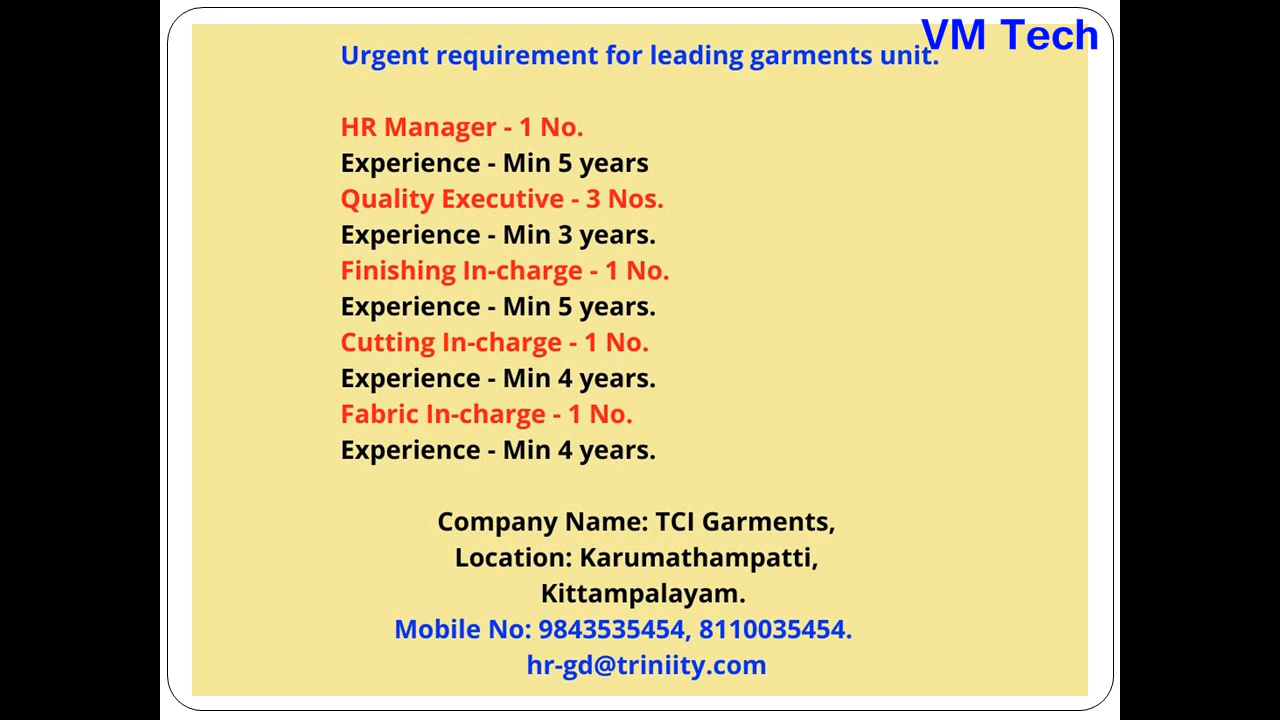 VM Tech
Urgent requirement for leading garments unit.
HR Manager - 1 No.
Experience - Min 5 years
Quality Executive - 3 Nos.
Experience - Min 3 years.
Finishing In-charge - 1 No.
Experience - Min 5 years.
Cutting In-charge - 1 No.
Experience - Min 4 years.
Fabric In-charge - 1 No.
Experience - Min 4 years.
Company Name: TCI Garments,
Location: Karumathampatti,
Kittampalayam.
Mobile No: 9843535454, 8110035454.
hr-gd@triniity.com